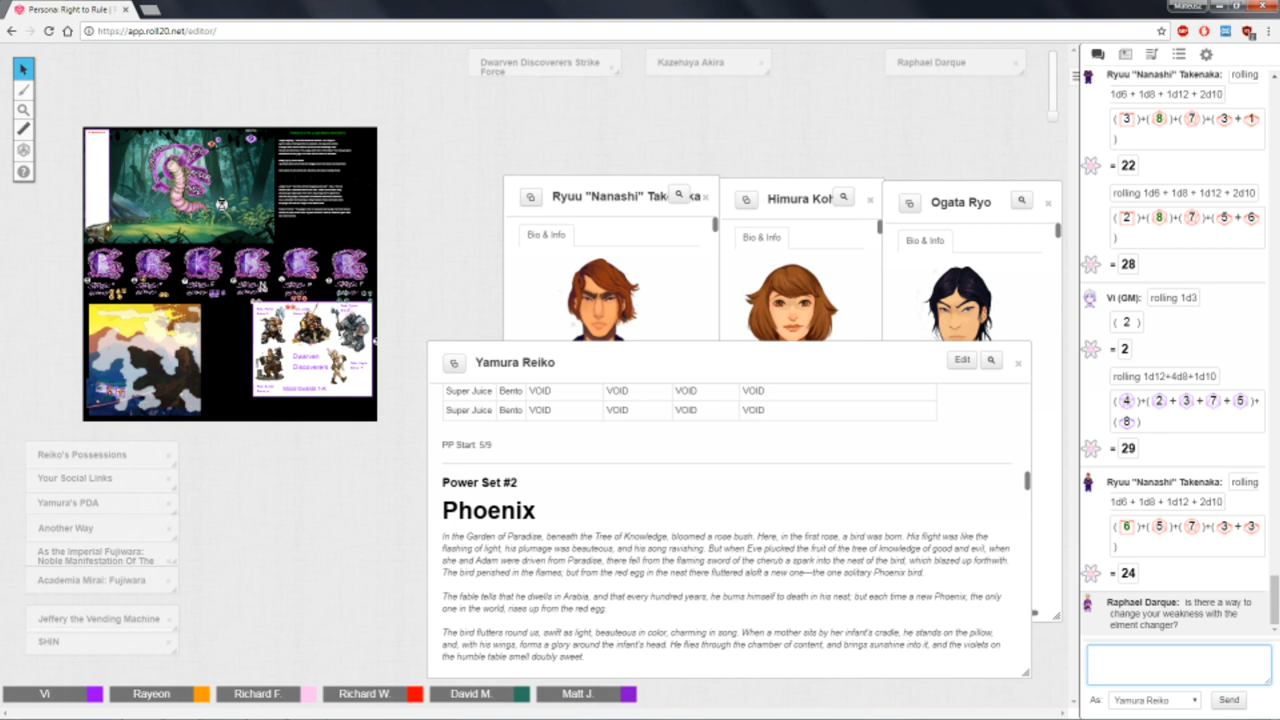 Persona: Right to Rule |
Mateusz
https://app.roll20.net/editor/
Dwarven Discoverers Strike
Force
Kazehaya Akira
Raphael Darque
Ryuu "Nanashi" Tak
ka
Himura Koh
Ogata Ryo
Bio & Info
Bio & Info
Bio & Info
Dwarven
Discoverers
Yamura Reiko
Edit
Super Juice Bento VOID VOID VOID VOID
Super Juice Bento VOID VOID VOID VOID
PP Start: 5/9
Power Set #2
Phoenix
In the Garden of Paradise, beneath the Tree of Knowledge, bloomed a rose bush. Here, in the first rose, a bird was born. His flight was like the
flashing of light, his plumage was beauteous, and his song ravishing. But when Eve plucked the fruit of the tree of knowledge of good and evil, when
she and Adam were driven from Paradise, there fell from the flaming sword of the cherub a spark into the nest of the bird, which blazed up forthwith.
The bird perished in the flames; but from the red egg in the nest there fluttered aloft a new one—the one solitary Phoenix bird.
The fable tells that he dwells in Arabia, and that every hundred years, he burns himself to death in his nest; but each time a new Phoenix, the only
one in the world, rises up from the red egg.
The bird flutters round us, swift as light, beauteous in color, charming in song. When a mother sits by her infant's cradle, he stands on the pillow,
and, with his wings, forms a glory around the infant's head. He flies through the chamber of content, and brings sunshine into it, and the violets on
the humble table smell doubly sweet.
Reiko's Possessions
Your Social Links
Yamura's PDA
Another Way
As the Imperial Fujiwara:
Noble Manifestation Of The
Academia Mirai: Fujiwara
Jeffery the Vending Machine
SHIN
Vi
Rayeon
Richard F.
Richard W.
David M.
Matt J.
Ryuu "Nanashi" Takenaka: rolling
1d6 + 1d8 + 1d12 + 2d10
(3)+(8)+(7)+(3+1
)
= 22
rolling 1d6 + 1d8 + 1d12 + 2d10
(2)+(8)+(7)+(5+6
)
= 28
Vi (GM): rolling 1d3
(2)
= 2
rolling 1d12+4d8+1d10
(4)+(2+3+7+5)+
(8)
= 29
Ryuu "Nanashi" Takenaka: rolling
1d6 + 1d8 + 1d12 + 2d10
(6)+(5)+(7)+(3+3
)
= 24
Raphael Darque: is there a way to
change your weakness with the
elment changer?
As: Yamura Reiko
Send